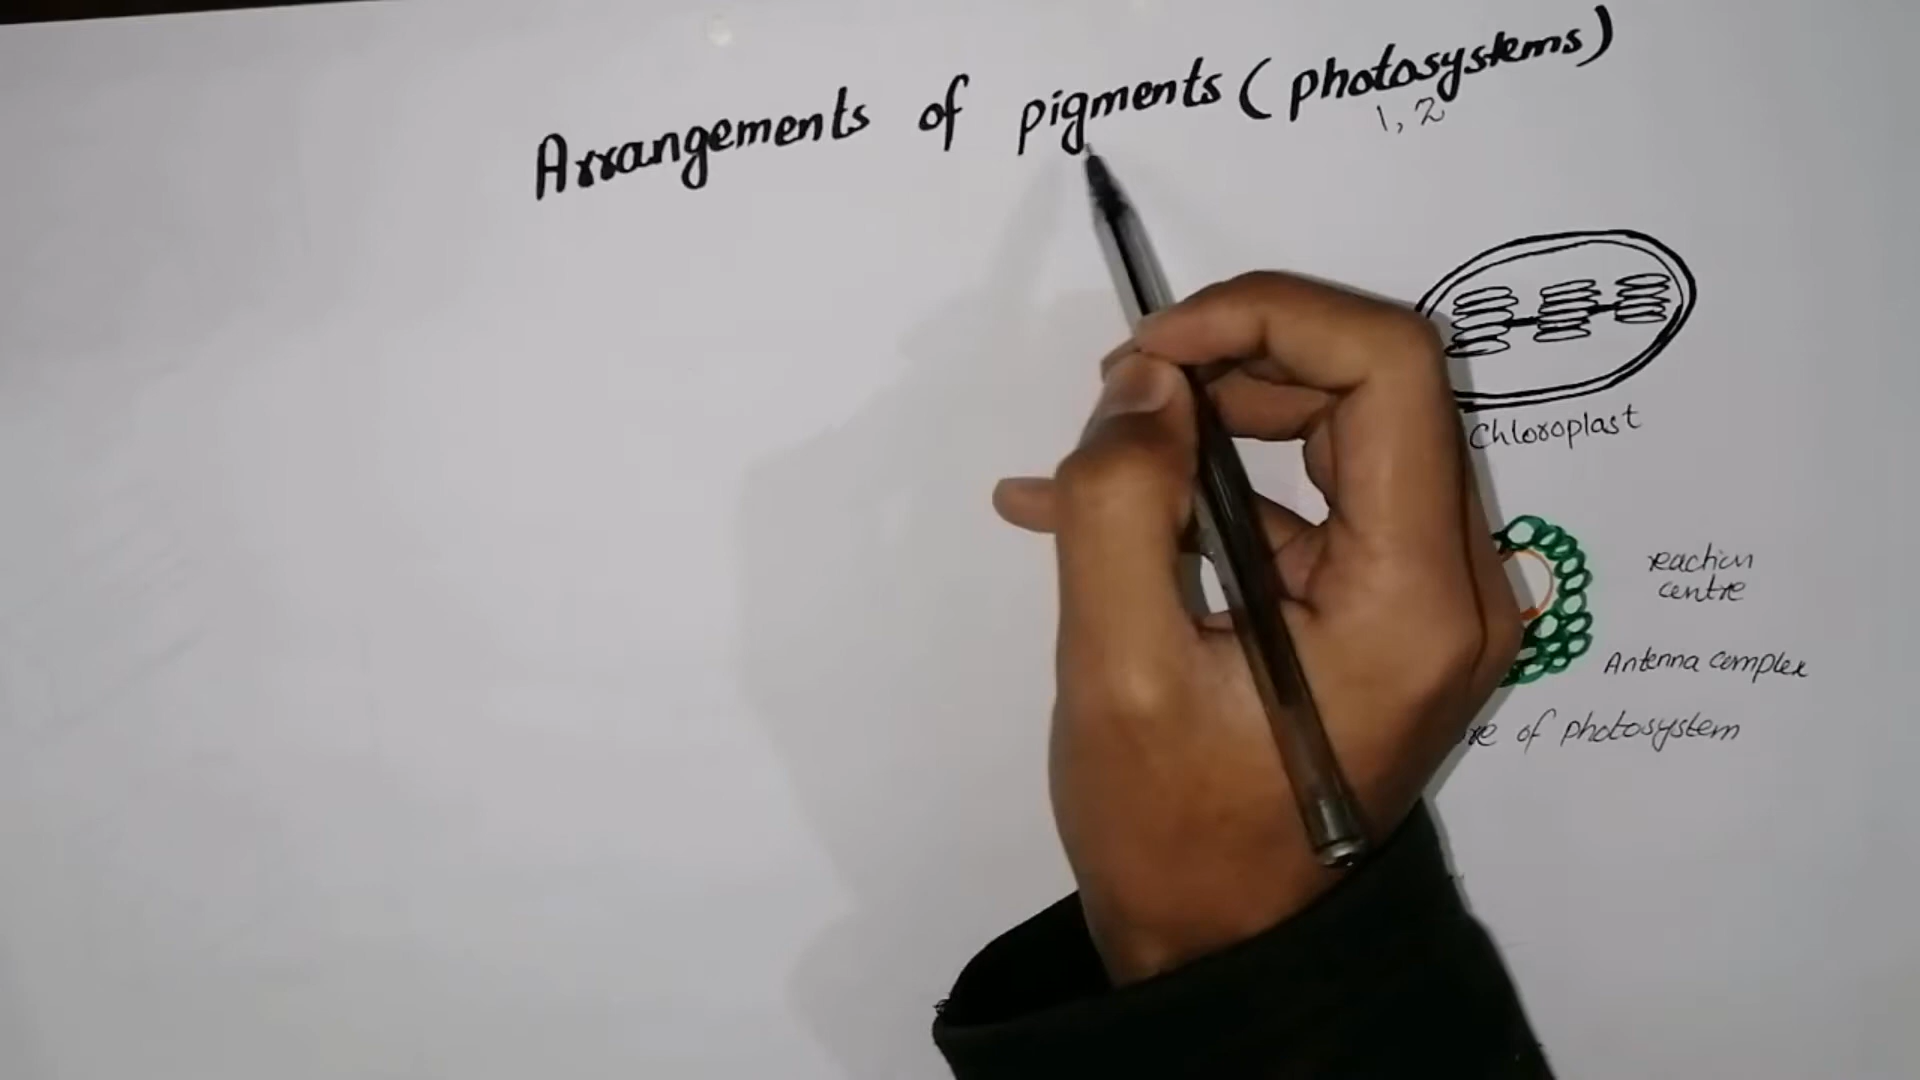 Arrangements of pigments (photosystems)
1, 2
Chloroplast
reaction
centre
Antenna complex
of photosystem